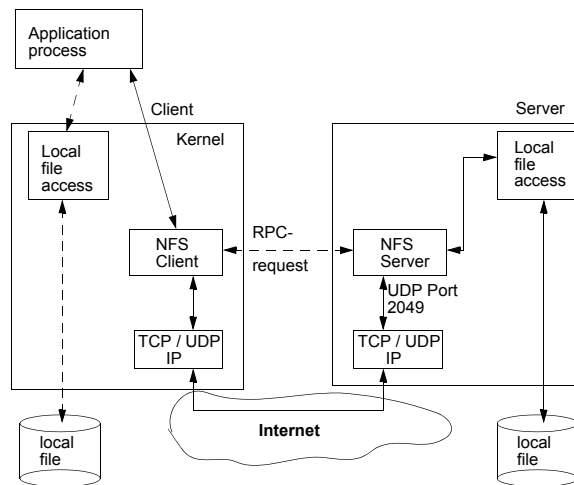 Application
process
Client
Server
Kernel
Local
file
access
Local
file
access
NFS
Client
RPC-
request
NFS
Server
UDP Port
2049
TCP / UDP
IP
TCP / UDP
IP
Internet
local
file
local
file